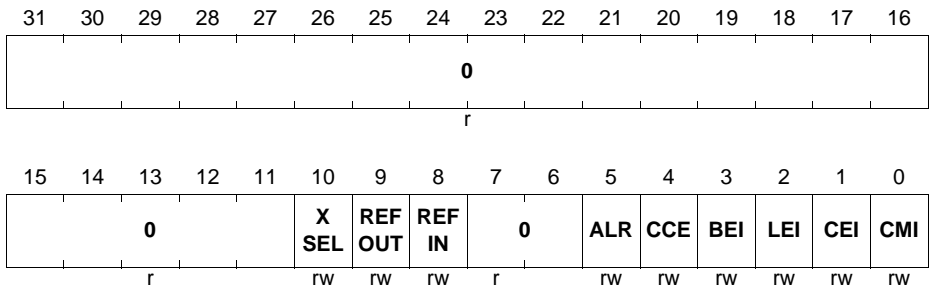 31 30 29 28 27 26 25 24 23 22 21 20 19 18 17 16
0
r
15 14 13 12 11 10 9 8 7 6 5 4 3 2 1 0
0 X SEL REF OUT REF IN 0 ALR CCE BEI LEI CEI CMI
r rw rw rw r rw rw rw rw rw rw